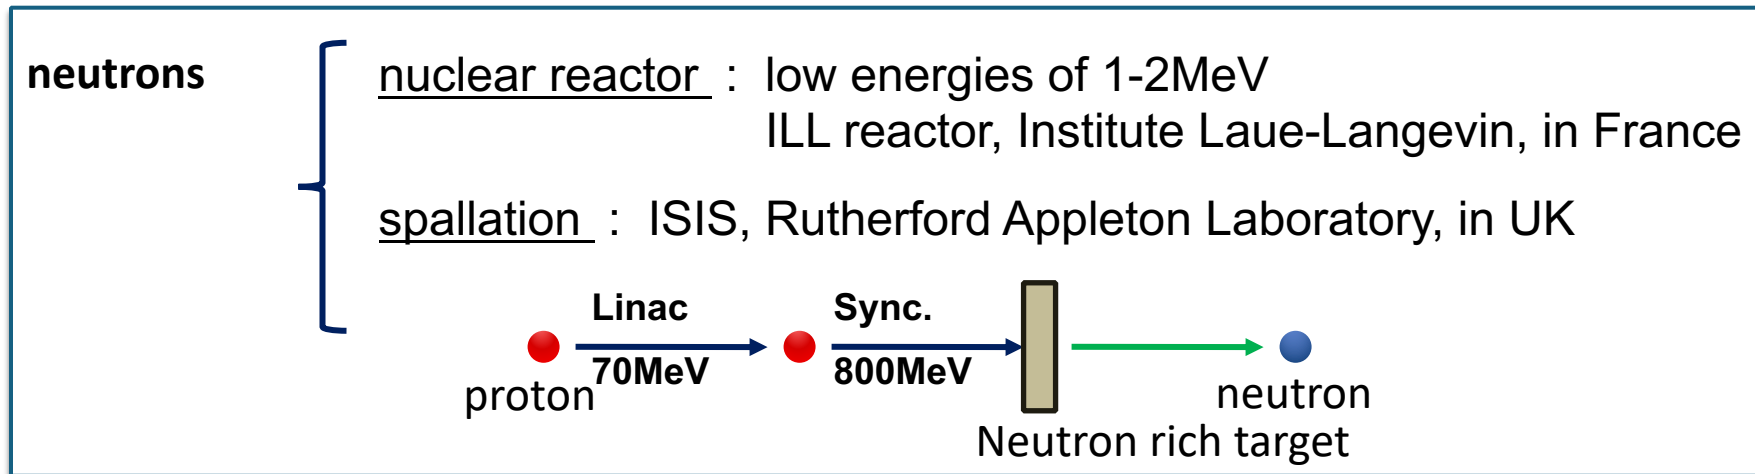 neutrons
nuclear reactor : low energies of 1-2MeV
ILL reactor, Institute Laue-Langevin, in France
spallation : ISIS, Rutherford Appleton Laboratory, in UK
Linac
Sync.
70MeV
800MeV
proton
neutron
Neutron rich target